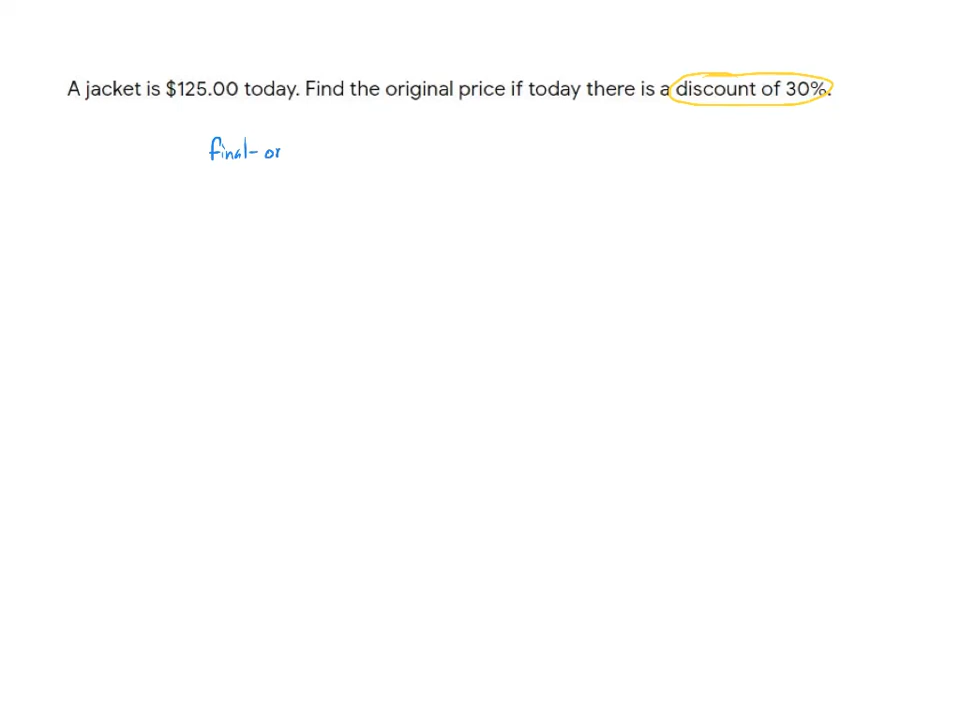 A jacket is $125.00 today. Find the original price if today there is a discount of 30%.
final- or